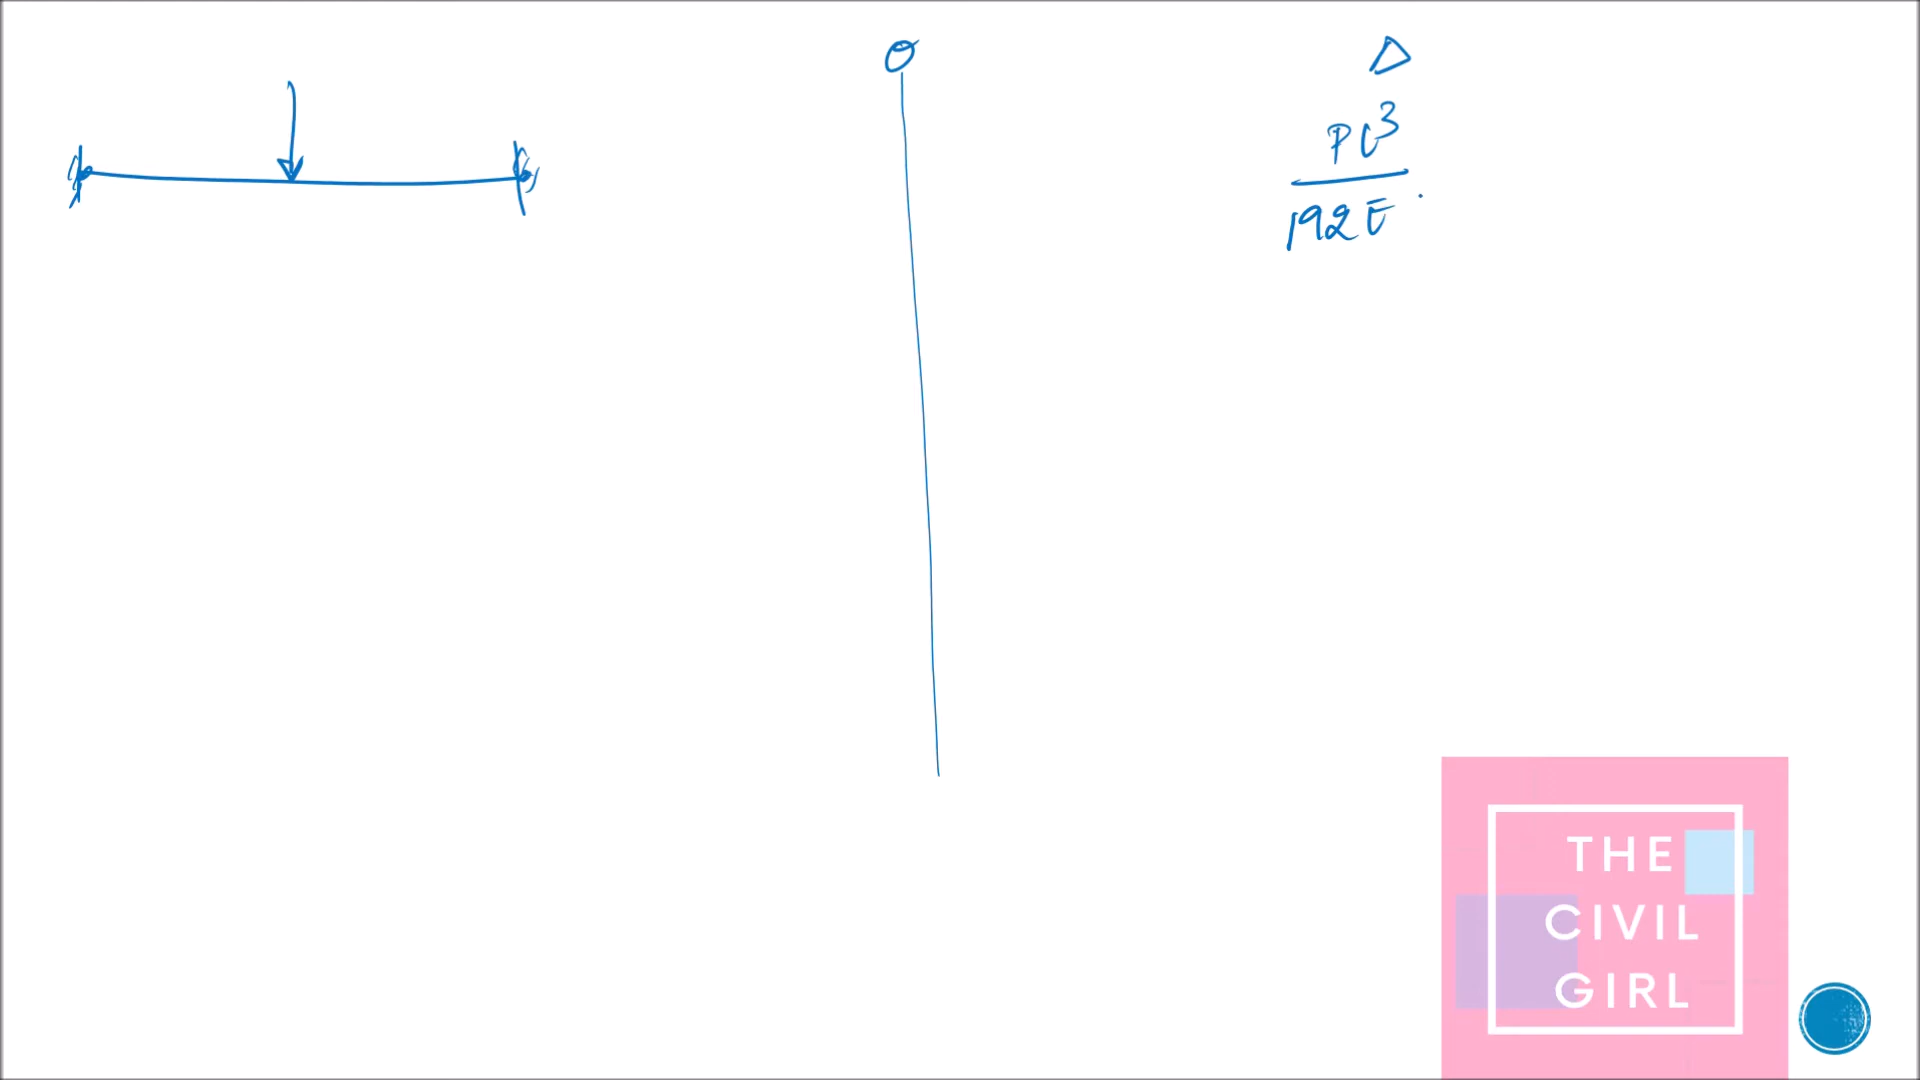 θ
Δ
PL³
192E
THE
CIVIL
GIRL